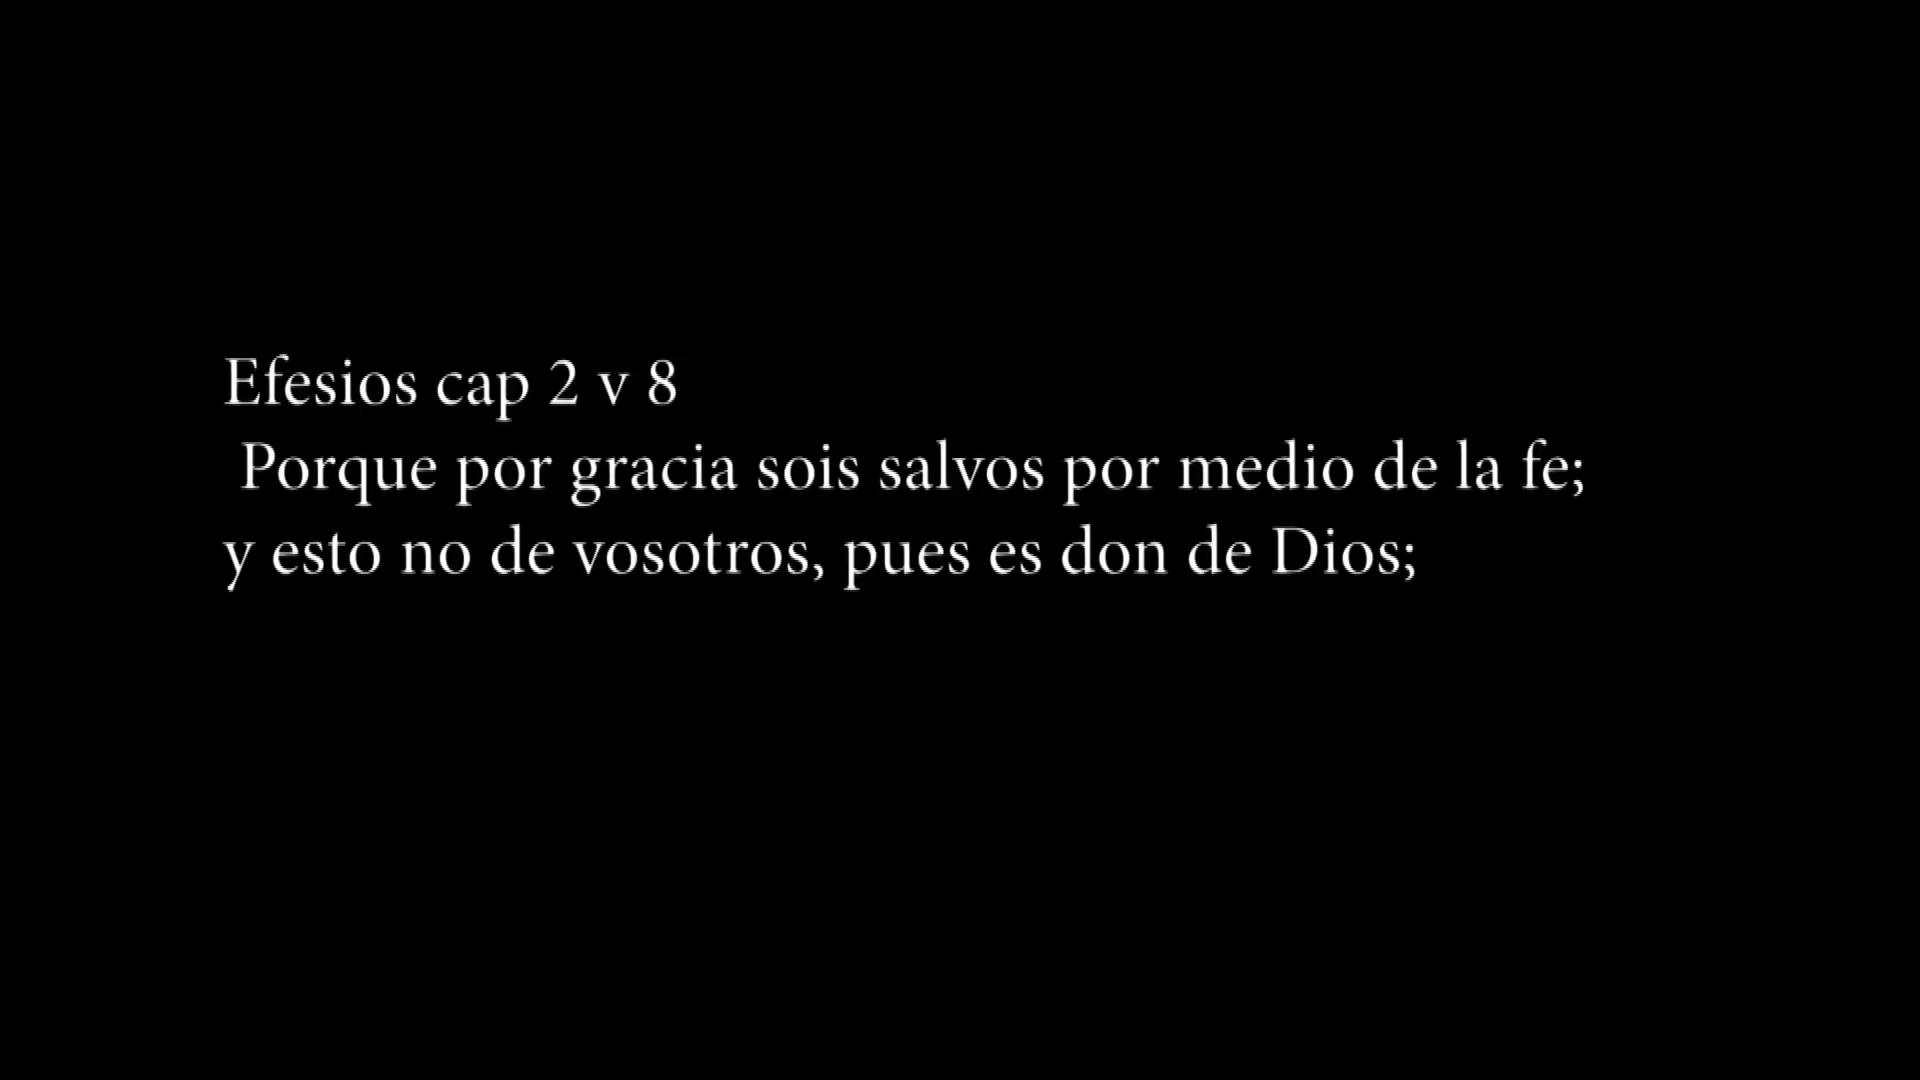 Efesios cap 2 v 8
Porque por gracia sois salvos por medio de la fe;
y esto no de vosotros, pues es don de Dios;